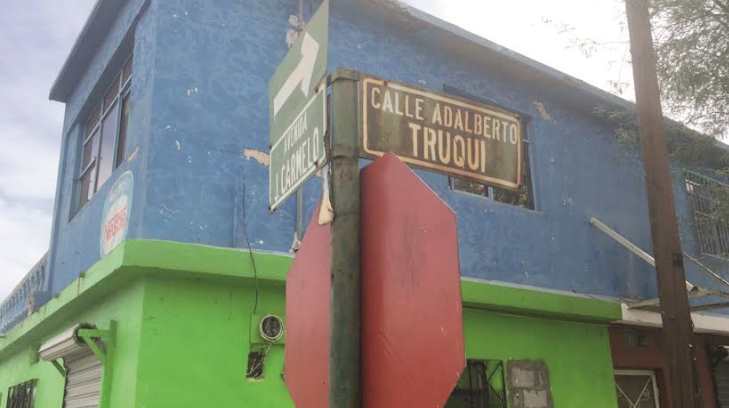 AVENIDA
J. CARMELO
CALLE ADALBERTO
TRUQUI